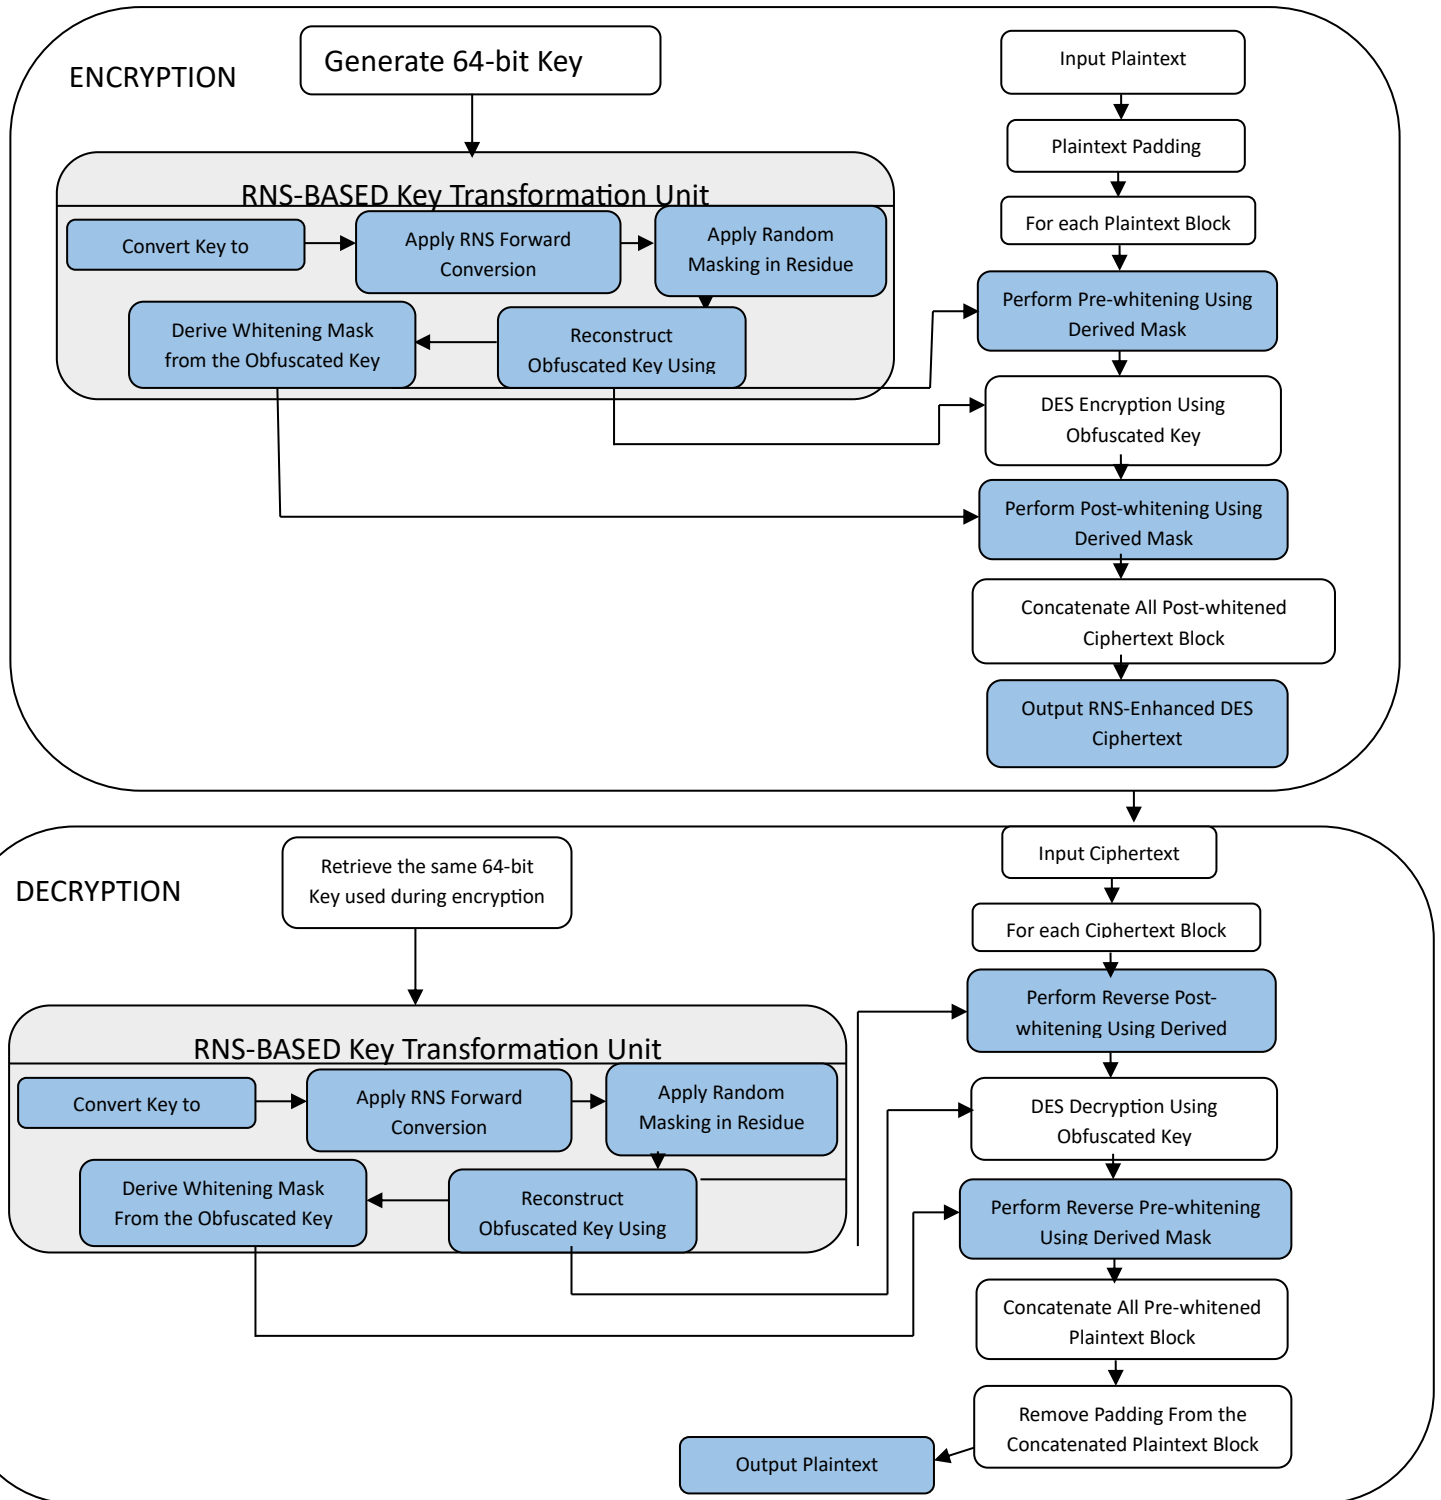 ENCRYPTION
Generate 64-bit Key
RNS-BASED Key Transformation Unit
Convert Key to
Apply RNS Forward
Conversion
Apply Random
Masking in Residue
Derive Whitening Mask
from the Obfuscated Key
Reconstruct
Obfuscated Key Using
Input Plaintext
Plaintext Padding
For each Plaintext Block
Perform Pre-whitening Using
Derived Mask
DES Encryption Using
Obfuscated Key
Perform Post-whitening Using
Derived Mask
Concatenate All Post-whitened
Ciphertext Block
Output RNS-Enhanced DES
Ciphertext
DECRYPTION
Retrieve the same 64-bit
Key used during encryption
RNS-BASED Key Transformation Unit
Convert Key to
Apply RNS Forward
Conversion
Apply Random
Masking in Residue
Derive Whitening Mask
From the Obfuscated Key
Reconstruct
Obfuscated Key Using
Input Ciphertext
For each Ciphertext Block
Perform Reverse Post-
whitening Using Derived
DES Decryption Using
Obfuscated Key
Perform Reverse Pre-whitening
Using Derived Mask
Concatenate All Pre-whitened
Plaintext Block
Remove Padding From the
Concatenated Plaintext Block
Output Plaintext